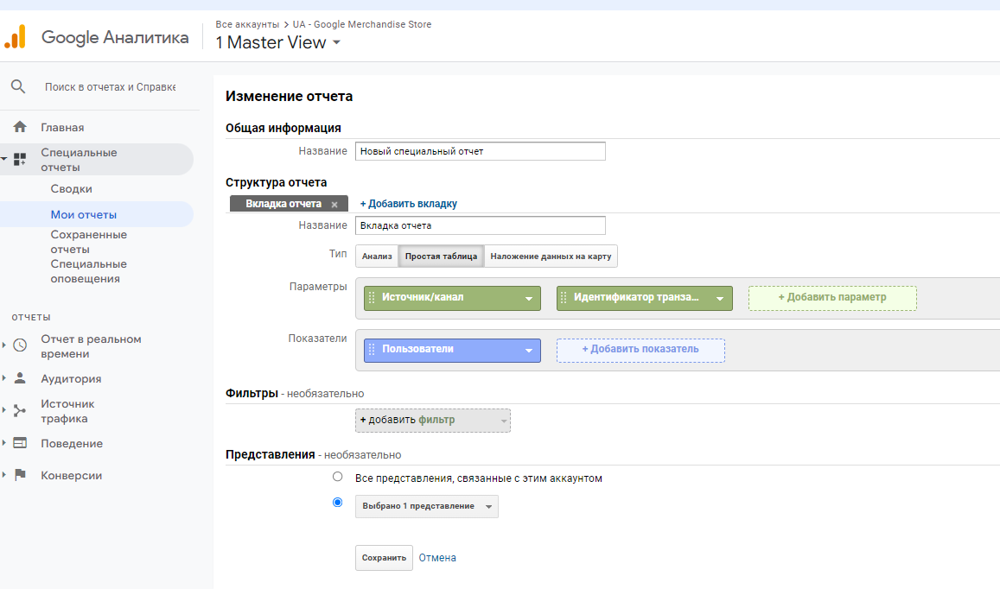 Google Аналитика
Все аккаунты > UA - Google Merchandise Store
1 Master View
Поиск в отчетах и Справке
Главная
Специальные
отчеты
Сводки
Мои отчеты
Сохраненные
отчеты
Специальные
оповещения
ОТЧЕТЫ
Отчет в реальном
времени
Аудитория
Источник
трафика
Поведение
Конверсии
Изменение отчета
Общая информация
Название Новый специальный отчет
Структура отчета
Вкладка отчета x + Добавить вкладку
Название Вкладка отчета
Тип Анализ Простая таблица Наложение данных на карту
Параметры Источник/канал Идентификатор транза... + Добавить параметр
Показатели Пользователи + Добавить показатель
Фильтры - необязательно
+ добавить фильтр
Представления - необязательно
Все представления, связанные с этим аккаунтом
Выбрано 1 представление
Сохранить Отмена